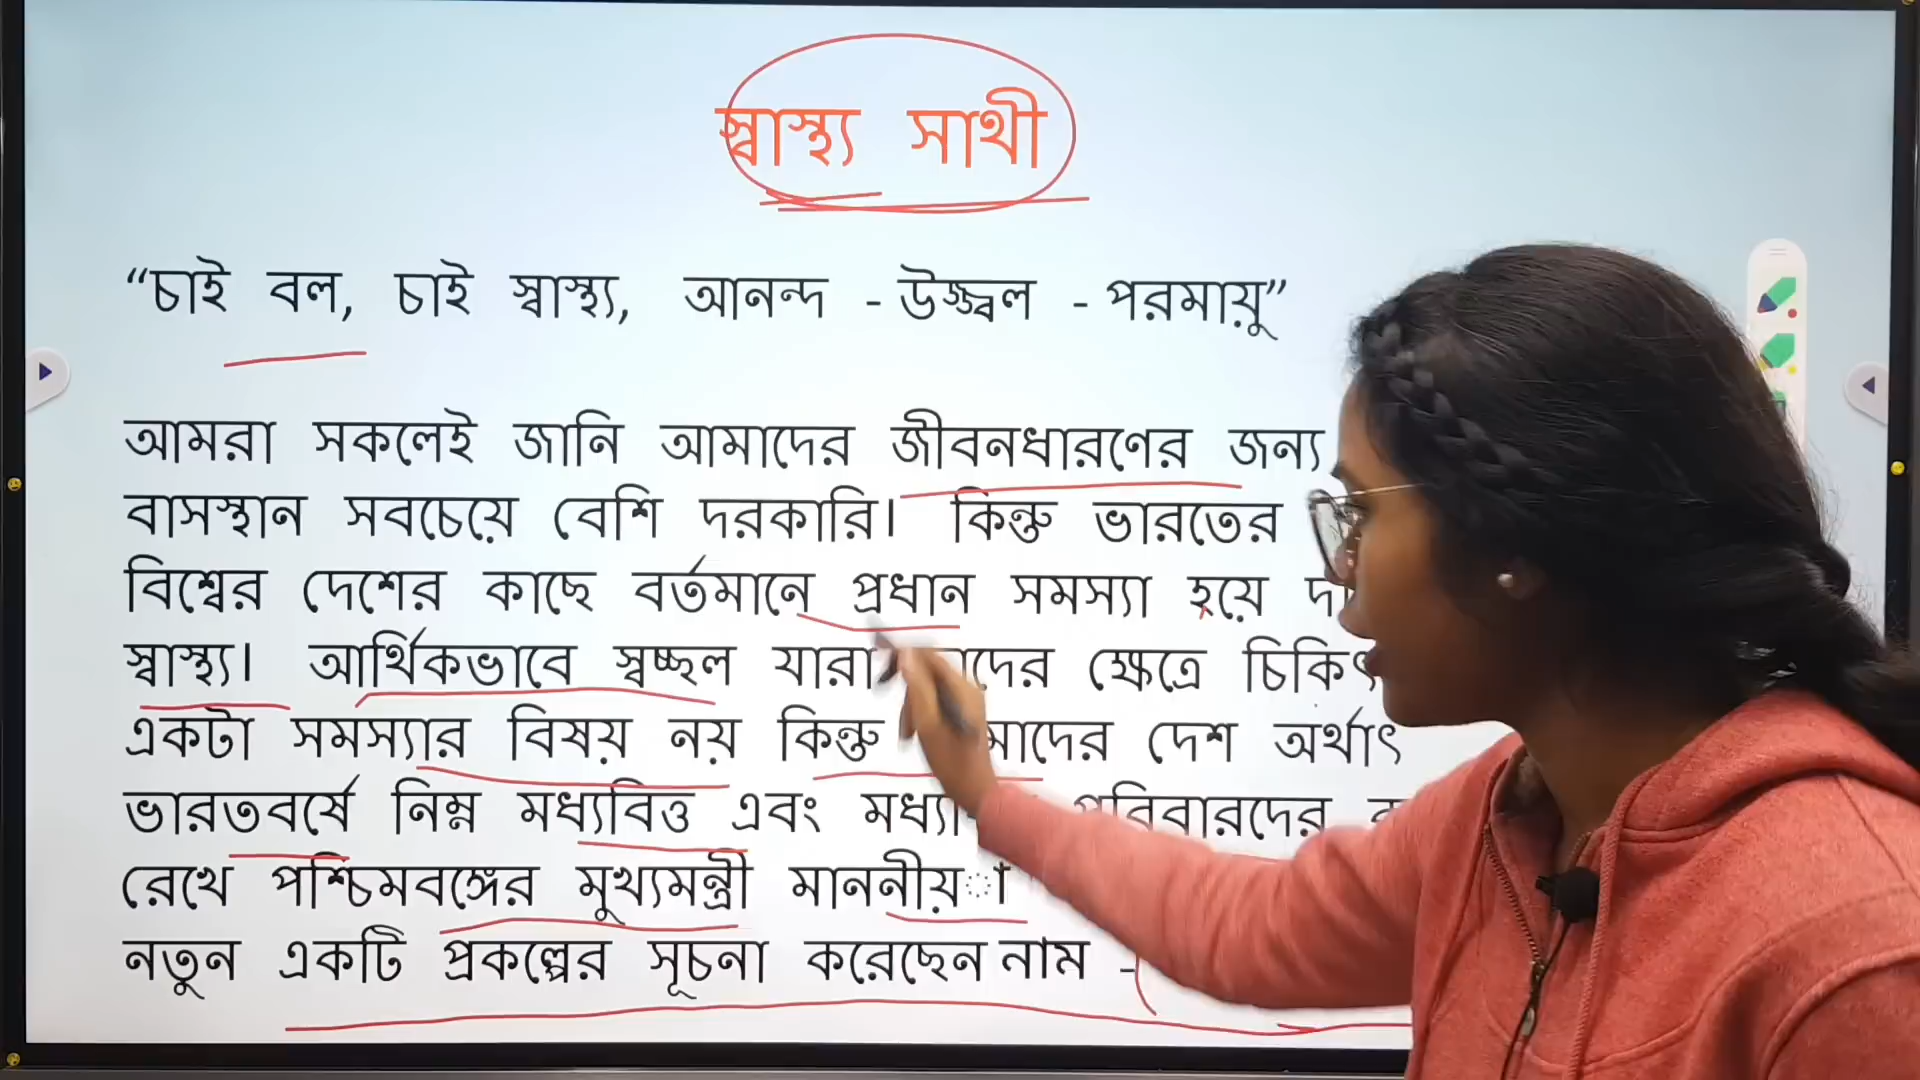 স্বাস্থ্য সাথী
“চাই বল, চাই স্বাস্থ্য, আনন্দ - উজ্জ্বল - পরমায়ু”
আমরা সকলেই জানি আমাদের জীবনধারণের জন্য
বাসস্থান সবচেয়ে বেশি দরকারি। কিন্তু ভারতের
বিশ্বের দেশের কাছে বর্তমানে প্রধান সমস্যা হয়ে
স্বাস্থ্য। আর্থিকভাবে স্বচ্ছল যারা ক্ষেত্রে
একটা সমস্যার বিষয় নয় কিন্তু দেশ অর্থাৎ
ভারতবর্ষে নিম্ন মধ্যবিত্ত এবং পরিবারদের
রেখে পশ্চিমবঙ্গের মুখ্যমন্ত্রী মাননীয়া
নতুন একটি প্রকল্পের সূচনা করেছেন নাম -